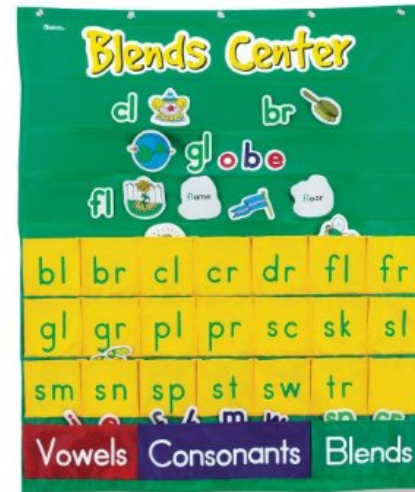 Blends Center
cl br
gl o b e
fl flame floor
bl br cl cr dr fl fr
gl gr pl pr sc sk sl
sm sn sp st sw tr
Vowels Consonants Blends